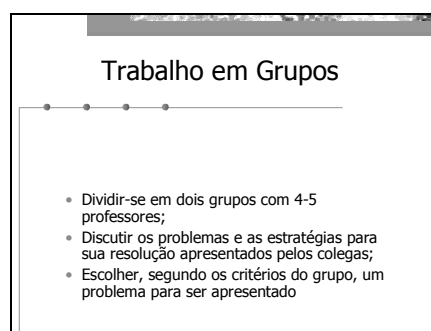 Trabalho em Grupos
• Dividir-se em dois grupos com 4-5
professores;
• Discutir os problemas e as estratégias para
sua resolução apresentados pelos colegas;
• Escolher, segundo os critérios do grupo, um
problema para ser apresentado